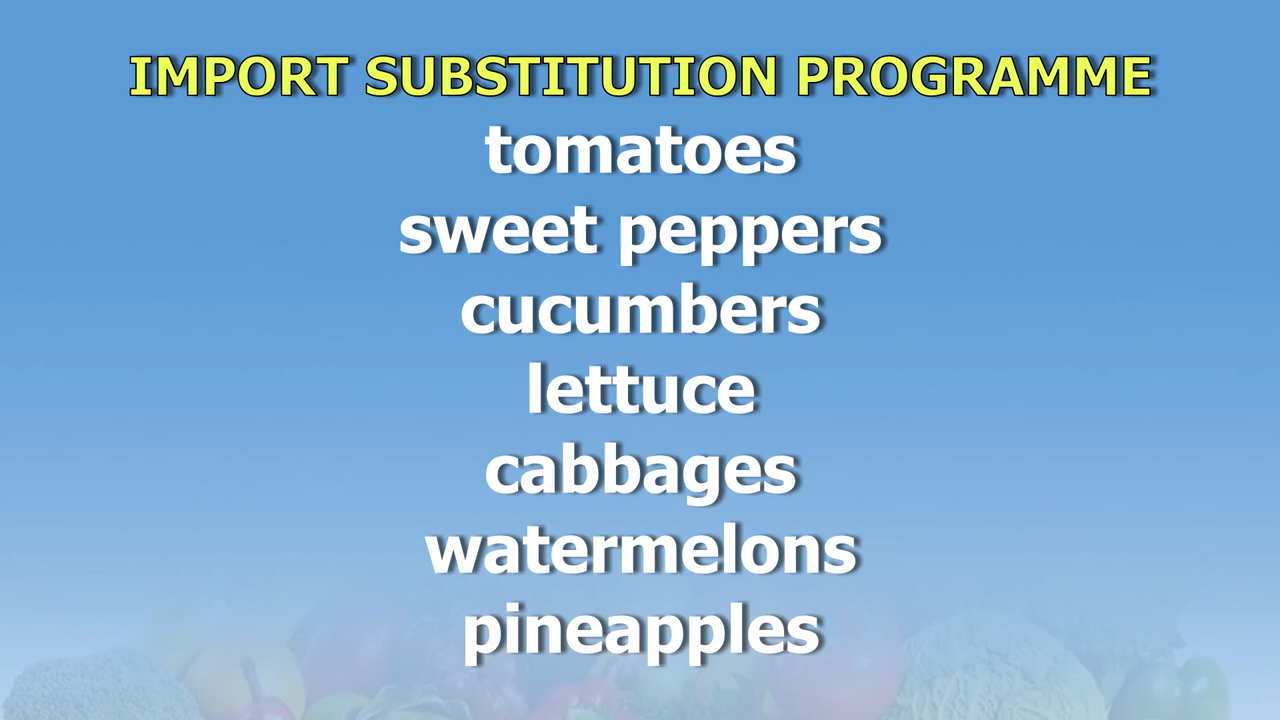 IMPORT SUBSTITUTION PROGRAMME
tomatoes
sweet peppers
cucumbers
lettuce
cabbages
watermelons
pineapples